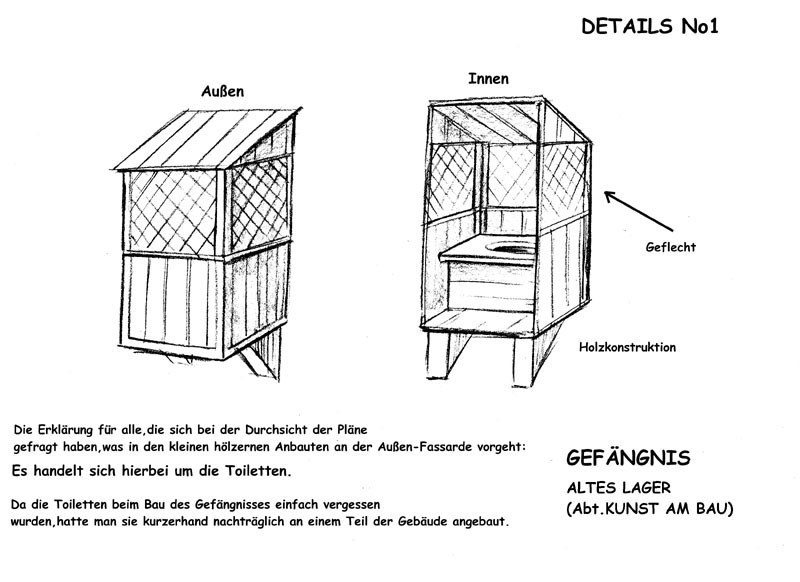 DETAILS No1
Außen
Innen
Geflecht
Holzkonstruktion
Die Erklärung für alle,die sich bei der Durchsicht der Pläne
gefragt haben,was in den kleinen hölzernen Anbauten an der Außen-Fassarde vorgeht:
Es handelt sich hierbei um die Toiletten.
Da die Toiletten beim Bau des Gefängnisses einfach vergessen
wurden,hatte man sie kurzerhand nachträglich an einem Teil der Gebäude angebaut.
GEFÄNGNIS
ALTES LAGER
(Abt.KUNST AM BAU)